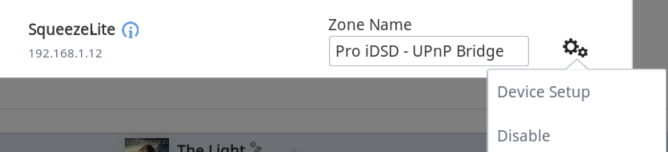 SqueezeLite
192.168.1.12
Zone Name
Pro iDSD - UPnP Bridge
Device Setup
Disable
The Light